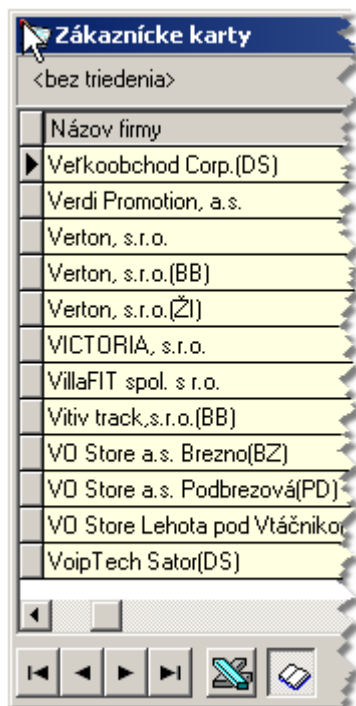 Zákaznícke karty
<bez triedenia>
Názov firmy
Veľkoobchod Corp.(DS)
Verdi Promotion, a.s.
Verton, s.r.o.
Verton, s.r.o.(BB)
Verton, s.r.o.(ŽI)
VICTORIA, s.r.o.
VillaFIT spol. s r.o.
Vitiv track,s.r.o.(BB)
VO Store a.s. Brezno(BZ)
VO Store a.s. Podbrezová(PD)
VO Store Lehota pod
VoipTech Sator(DS)